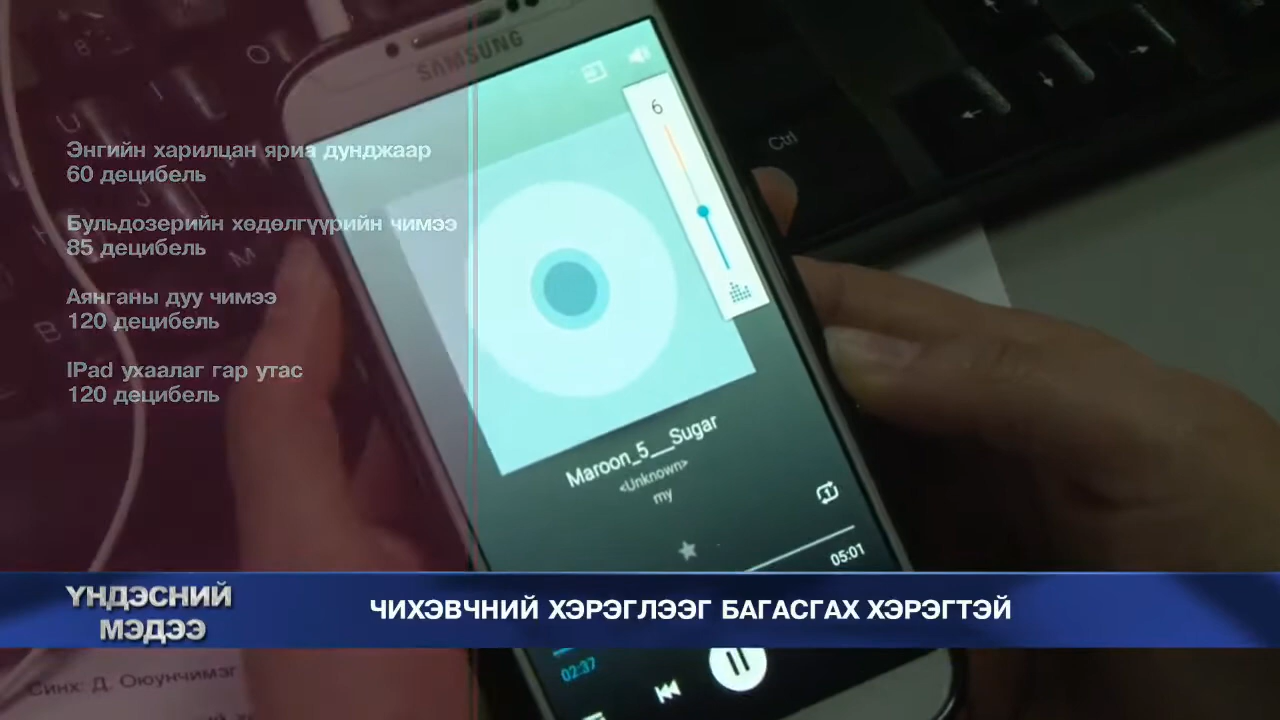 SAMSUNG
6
Ctrl
Энгийн харилцан яриа дунджаар
60 децибель
Бульдозерийн хөдөлгүүрийн чимээ
85 децибель
Аянганы дуу чимээ
120 децибель
IPad ухаалаг гар утас
120 децибель
Maroon_5__Sugar
<Unknown>
my
05:01
ҮНДЭСНИЙ
МЭДЭЭ
ЧИХЭВЧНИЙ ХЭРЭГЛЭЭГ БАГАСГАХ ХЭРЭГТЭЙ
02:37
Синх: Д. Оюунчимэг